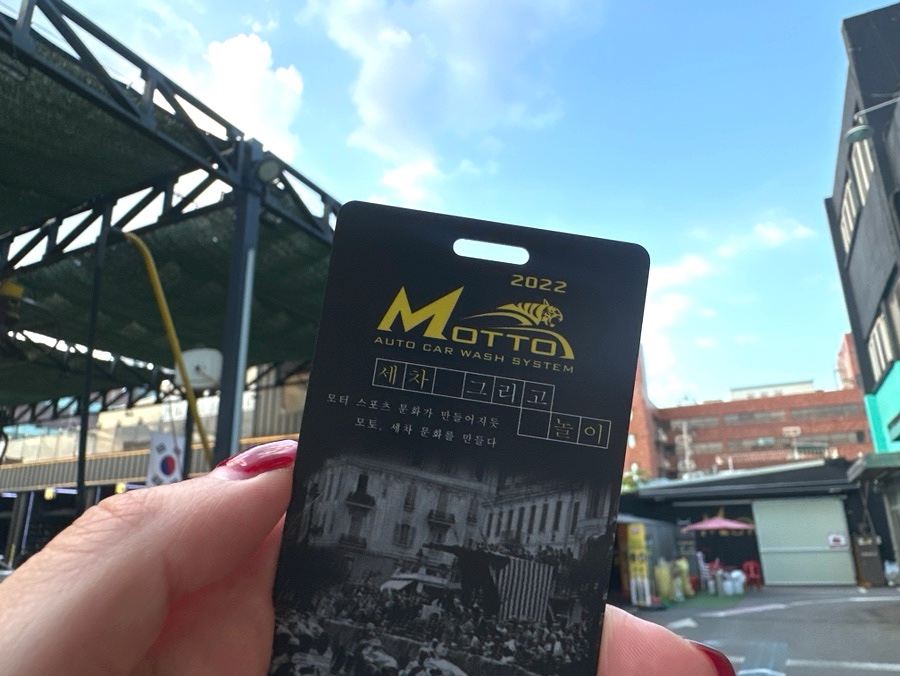 2022
MOTTO
AUTO CAR WASH SYSTEM
세차 그리고
놀이
모터 스포츠 문화가 만들어지듯
모토, 세차 문화를 만들다